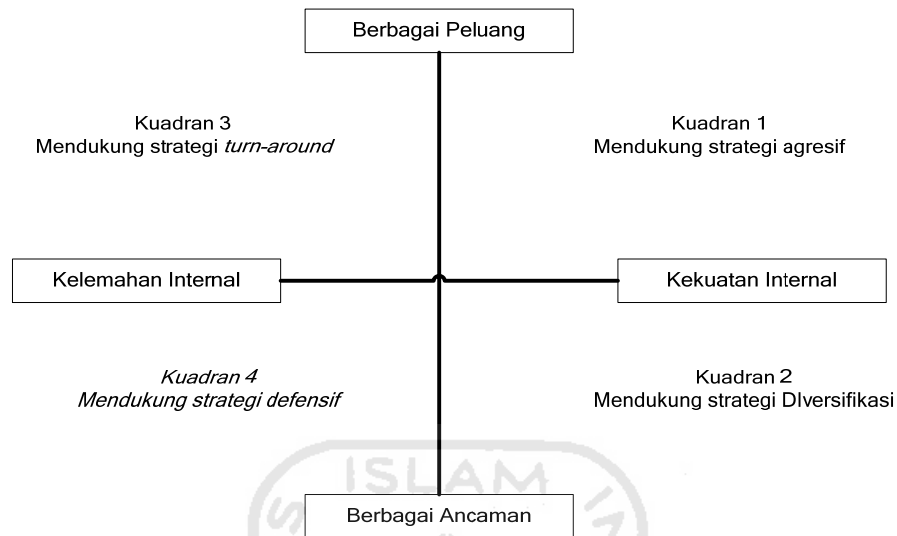 Berbagai Peluang
Kuadran 3
Mendukung strategi turn-around
Kuadran 1
Mendukung strategi agresif
Kelemahan Internal
Kekuatan Internal
Kuadran 4
Mendukung strategi defensif
Kuadran 2
Mendukung strategi DIversifikasi
ISLAM
Berbagai Ancaman